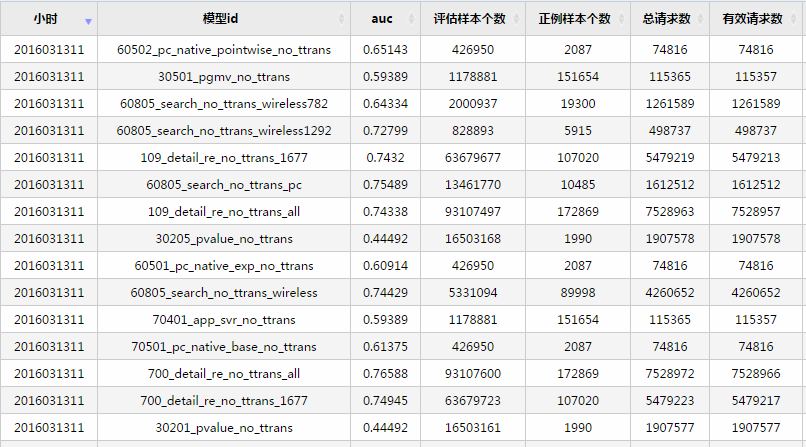 小时 模型id auc 评估样本个数 正例样本个数 总请求数 有效请求数
2016031311 60502_pc_native_pointwise_no_ttrans 0.65143 426950 2087 74816 74816
2016031311 30501_pgmv_no_ttrans 0.59389 1178881 151654 115365 115357
2016031311 60805_search_no_ttrans_wireless782 0.64334 2000937 19300 1261589 1261589
2016031311 60805_search_no_ttrans_wireless1292 0.72799 828893 5915 498737 498737
2016031311 109_detail_re_no_ttrans_1677 0.7432 63679677 107020 5479219 5479213
2016031311 60805_search_no_ttrans_pc 0.75489 13461770 10485 1612512 1612512
2016031311 109_detail_re_no_ttrans_all 0.74338 93107497 172869 7528963 7528957
2016031311 30205_pvalue_no_ttrans 0.44492 16503168 1990 1907578 1907578
2016031311 60501_pc_native_exp_no_ttrans 0.60914 426950 2087 74816 74816
2016031311 60805_search_no_ttrans_wireless 0.74429 5331094 89998 4260652 4260652
2016031311 70401_app_svr_no_ttrans 0.59389 1178881 151654 115365 115357
2016031311 70501_pc_native_base_no_ttrans 0.61375 426950 2087 74816 74816
2016031311 700_detail_re_no_ttrans_all 0.76588 93107600 172869 7528972 7528966
2016031311 700_detail_re_no_ttrans_1677 0.74945 63679723 107020 5479223 5479217
2016031311 30201_pvalue_no_ttrans 0.44492 16503161 1990 1907577 1907577